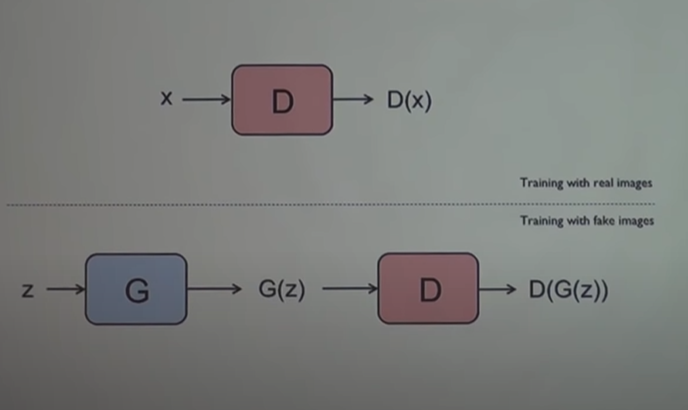 x D D(x)
Training with real images
Training with fake images
z G G(z) D D(G(z))